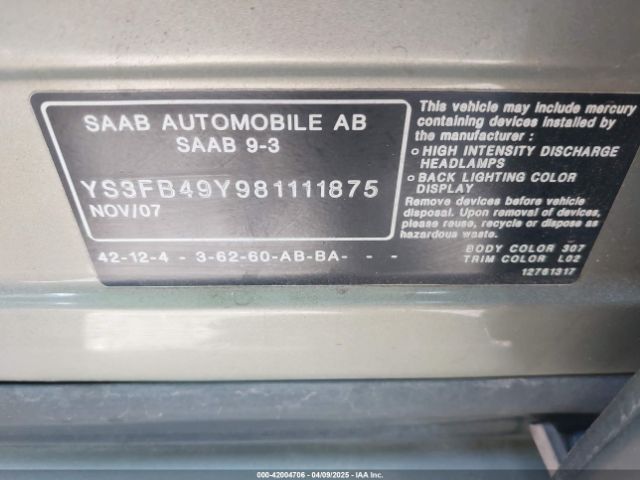 SAAB AUTOMOBILE AB
SAAB 9-3
YS3FB49Y981111875
NOV/07
42-12-4 - 3-62-60-AB-BA- - -
This vehicle may include mercury
containing devices installed by
the manufacturer :
o HIGH INTENSITY DISCHARGE
HEADLAMPS
o BACK LIGHTING COLOR
DISPLAY
Remove devices before vehicle
disposal. Upon removal of devices,
please reuse, recycle or dispose as
hazardous waste.
BODY COLOR 307
TRIM COLOR L02
12761317
000-42004706 - 04/09/2025 - IAA Inc.